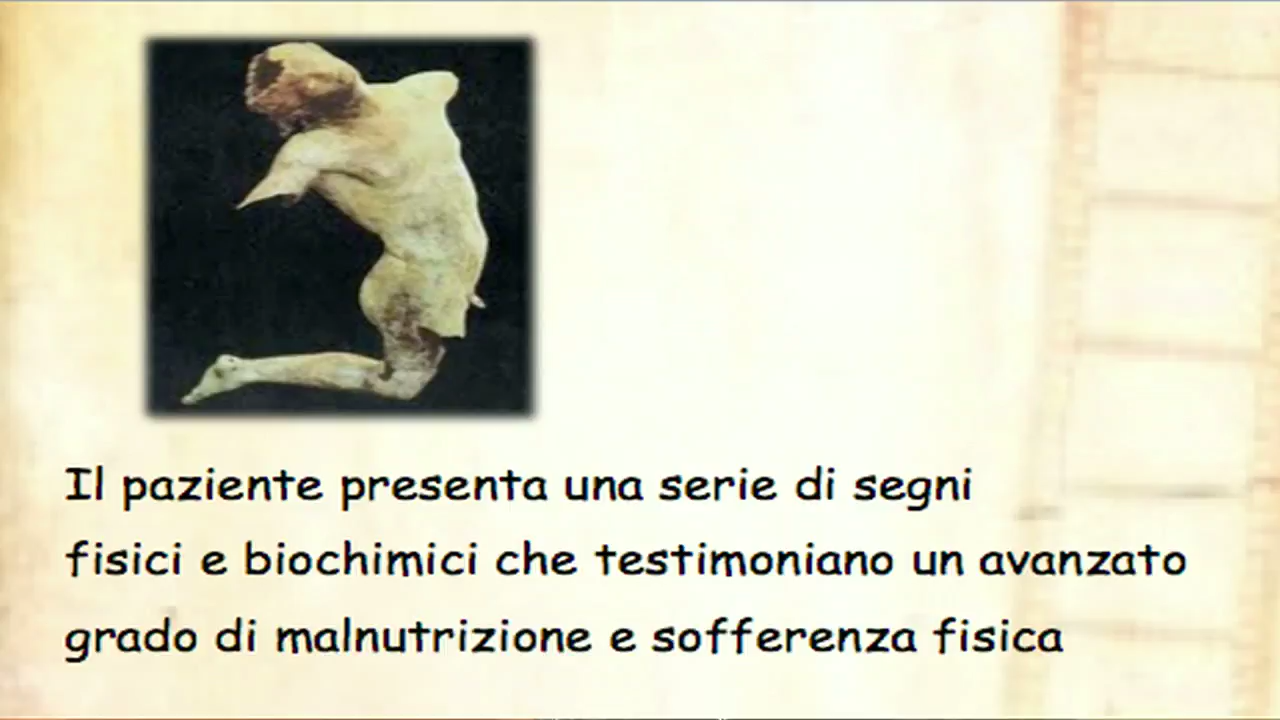 Il paziente presenta una serie di segni
fisici e biochimici che testimoniano un avanzato
grado di malnutrizione e sofferenza fisica